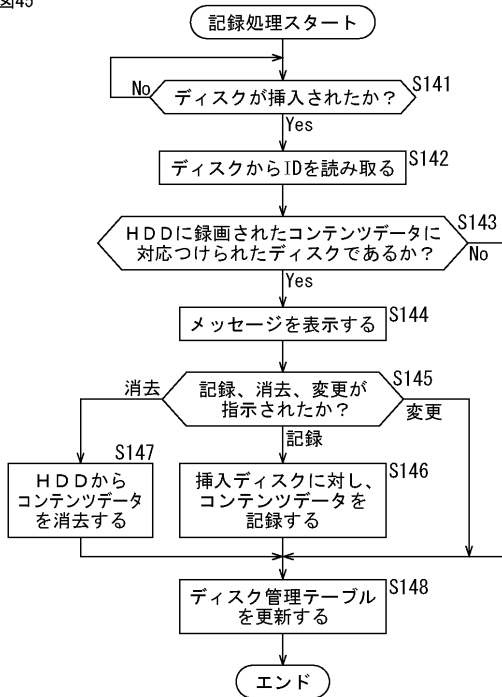 図45
記録処理スタート
No
ディスクが挿入されたか？
S141
Yes
ディスクからIDを読み取る
S142
HDDに録画されたコンテンツデータに
対応つけられたディスクであるか？
S143
No
Yes
メッセージを表示する
S144
消去
記録、消去、変更が
指示されたか？
S145
変更
記録
S147
HDDから
コンテンツデータ
を消去する
挿入ディスクに対し、
コンテンツデータを
記録する
S146
ディスク管理テーブル
を更新する
S148
エンド